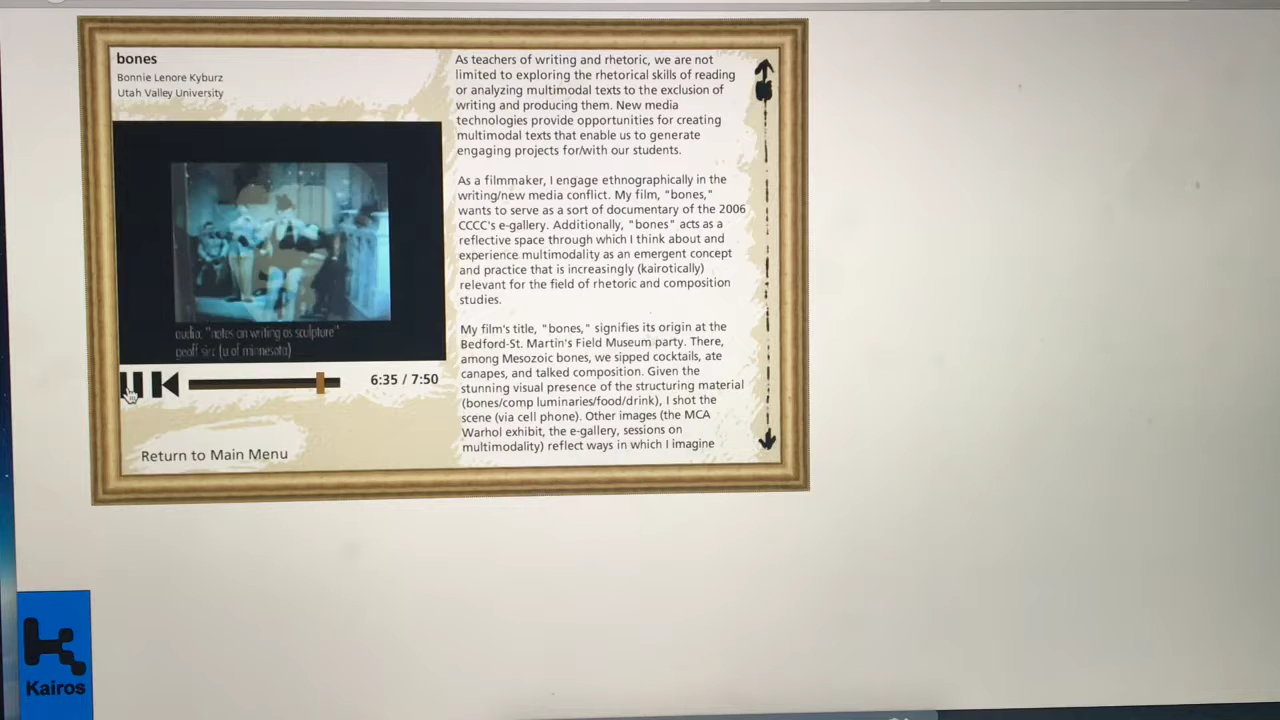 bones
Bonnie Lenore Kyburz
Utah Valley University
audio: "notes on writing as sculpture"
geoff sirc (u of minnesota)
6:35 / 7:50
Return to Main Menu
As teachers of writing and rhetoric, we are not
limited to exploring the rhetorical skills of reading
or analyzing multimodal texts to the exclusion of
writing and producing them. New media
technologies provide opportunities for creating
multimodal texts that enable us to generate
engaging projects for/with our students.
As a filmmaker, I engage ethnographically in the
writing/new media conflict. My film, "bones,"
wants to serve as a sort of documentary of the 2006
CCCC's e-gallery. Additionally, "bones" acts as a
reflective space through which I think about and
experience multimodality as an emergent concept
and practice that is increasingly (kairotically)
relevant for the field of rhetoric and composition
studies.
My film's title, "bones," signifies its origin at the
Bedford-St. Martin's Field Museum party. There,
among Mesozoic bones, we sipped cocktails, ate
canapes, and talked composition. Given the
stunning visual presence of the structuring material
(bones/comp luminaries/food/drink), I shot the
scene (via cell phone). Other images (the MCA
Warhol exhibit, the e-gallery, sessions on
multimodality) reflect ways in which I imagine
Kairos